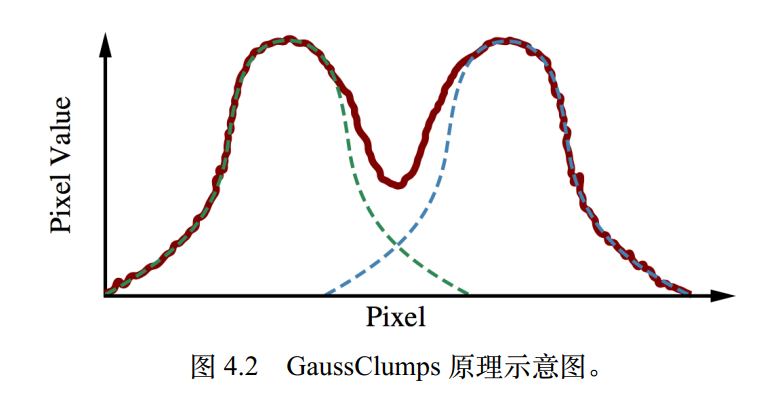 Pixel Value
Pixel
图 4.2 GaussClumps 原理示意图。